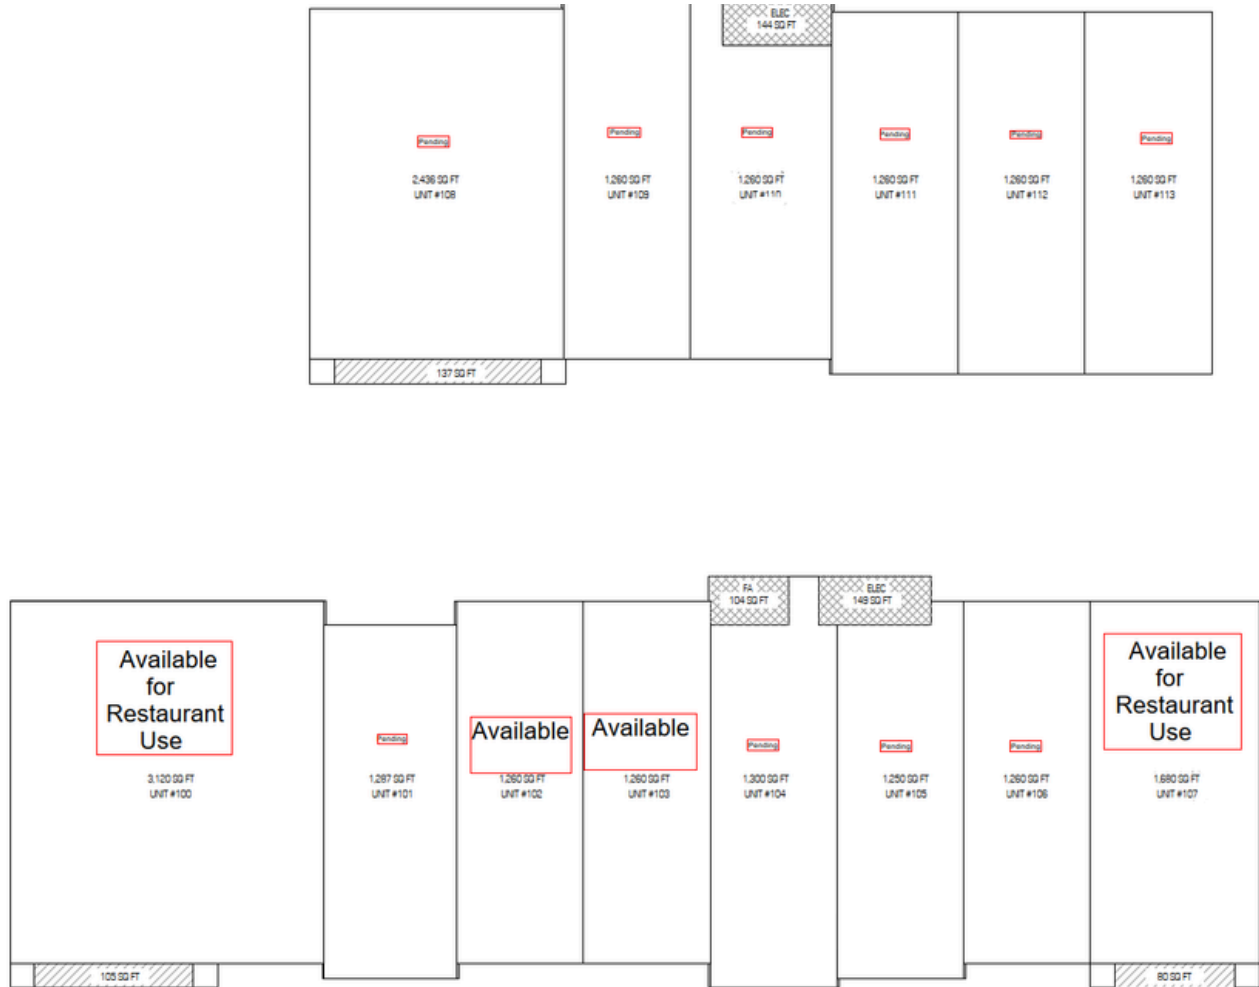 ELEC
144 SQ FT
Pending
2,436 SQ FT
UNIT #108
Pending
1,260 SQ FT
UNIT #109
Pending
1,260 SQ FT
UNIT #110
Pending
1,260 SQ FT
UNIT #111
Pending
1,260 SQ FT
UNIT #112
Pending
1,260 SQ FT
UNIT #113
137 SQ FT
FA
104 SQ FT
ELEC
149 SQ FT
Available
for
Restaurant
Use
3,120 SQ FT
UNIT #100
Pending
1,287 SQ FT
UNIT #101
Available
1,260 SQ FT
UNIT #102
Available
1,260 SQ FT
UNIT #103
Pending
1,300 SQ FT
UNIT #104
Pending
1,250 SQ FT
UNIT #105
Pending
1,260 SQ FT
UNIT #106
Available
for
Restaurant
Use
1,680 SQ FT
UNIT #107
105 SQ FT
80 SQ FT